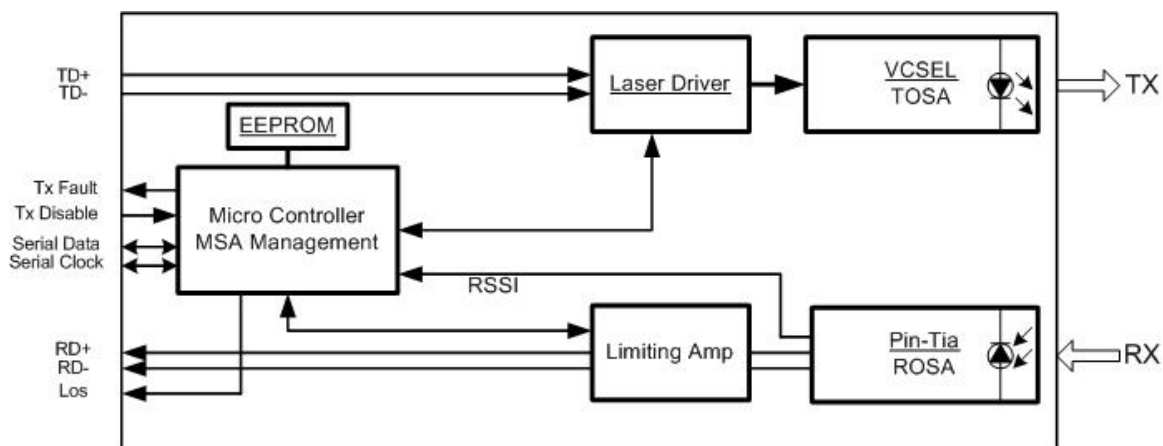 TD+
TD-
Laser Driver
VCSEL
TOSA
TX
EEPROM
Tx Fault
Tx Disable
Serial Data
Serial Clock
Micro Controller
MSA Management
RSSI
RD+
RD-
Los
Limiting Amp
Pin-Tia
ROSA
RX